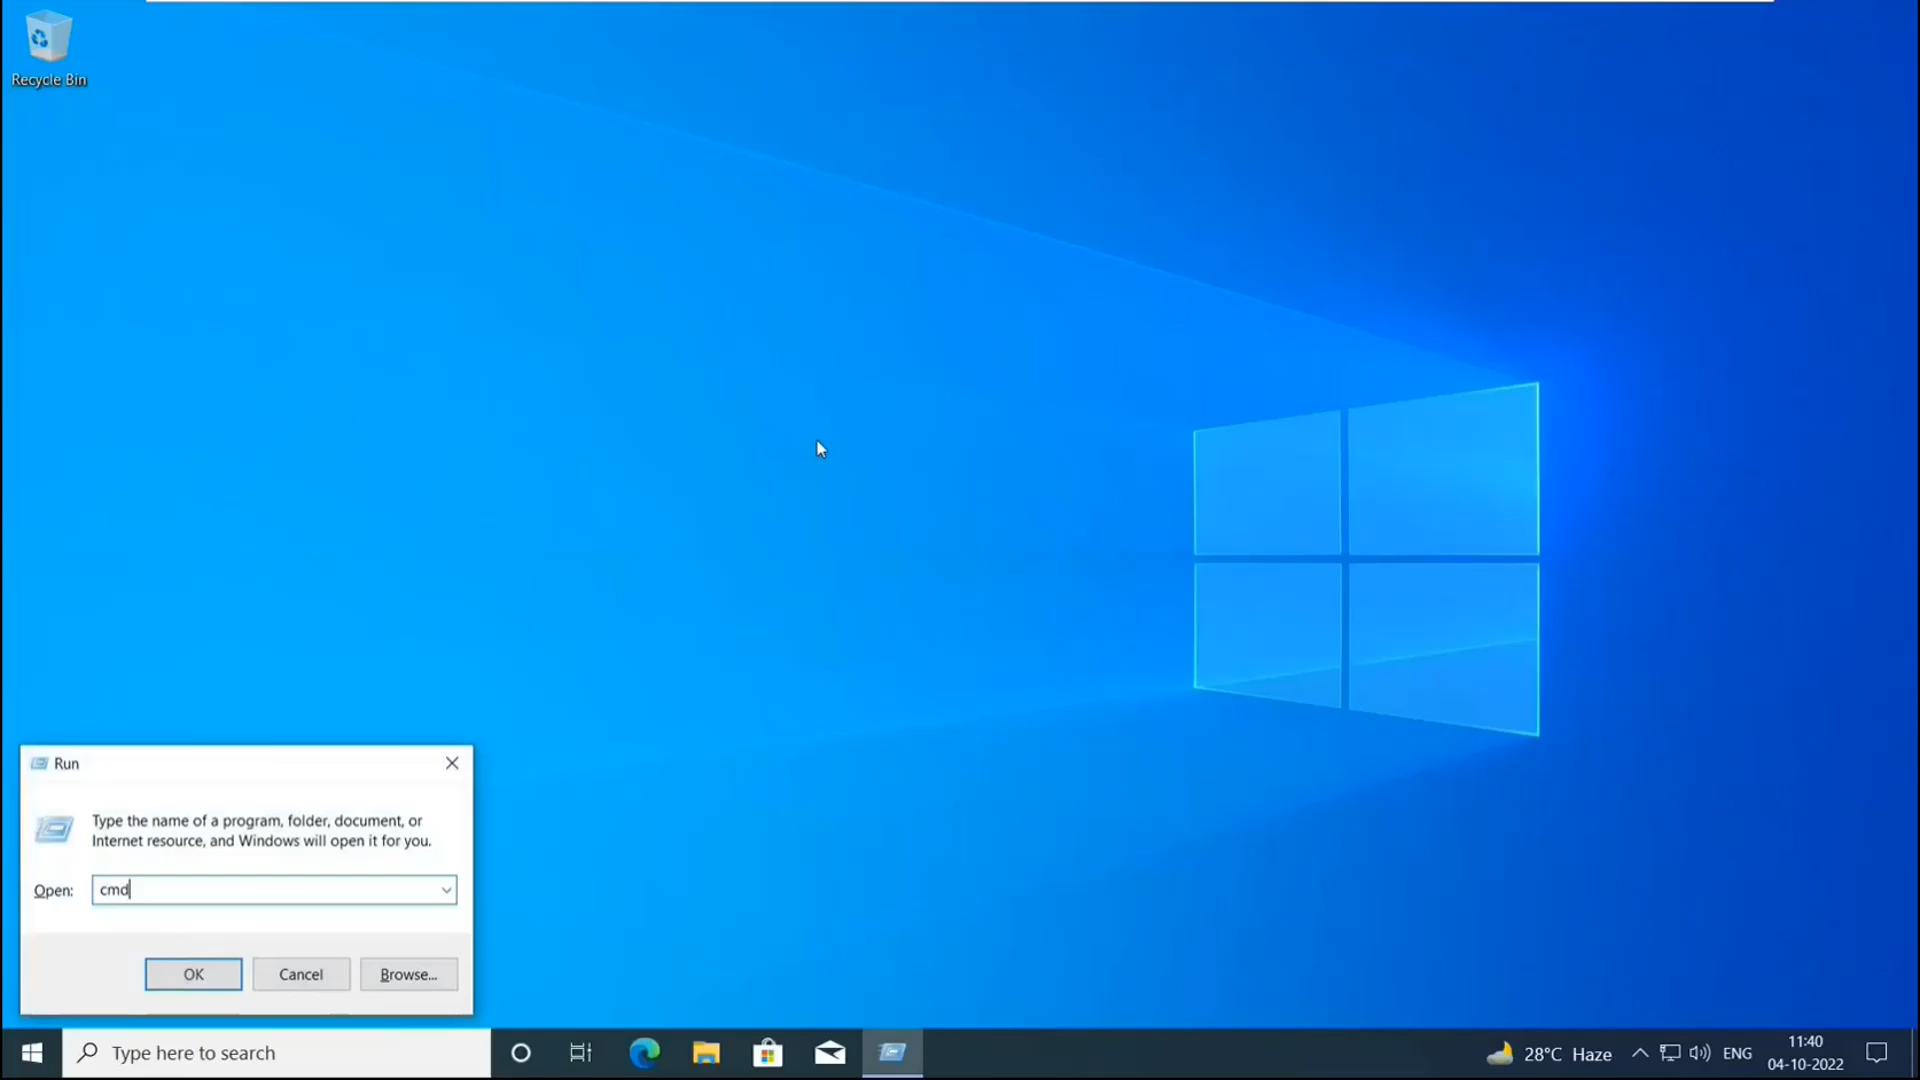 Recycle Bin
Run
Type the name of a program, folder, document, or
Internet resource, and Windows will open it for you.
Open: cmd
OK Cancel Browse...
Type here to search
28°C Haze ENG
11:40
04-10-2022